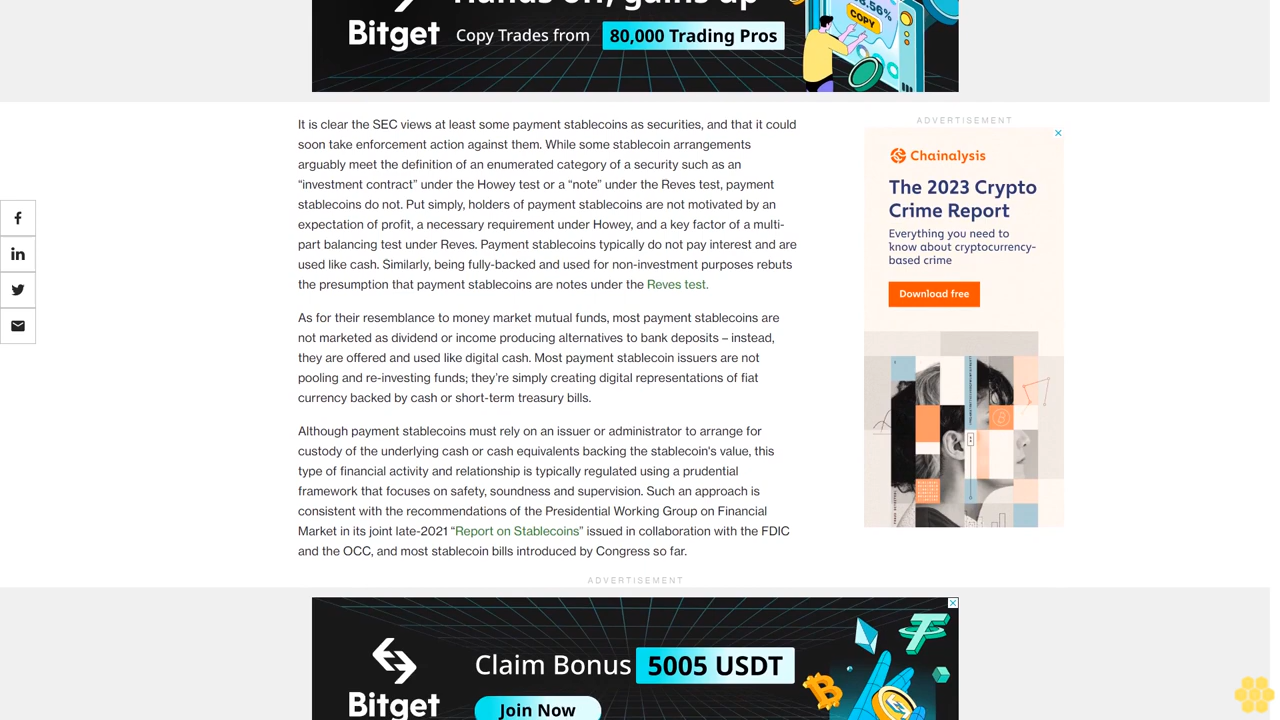 Hands off, gains up
Bitget Copy Trades from 80,000 Trading Pros
COPY
It is clear the SEC views at least some payment stablecoins as securities, and that it could
soon take enforcement action against them. While some stablecoin arrangements
arguably meet the definition of an enumerated category of a security such as an
“investment contract” under the Howey test or a “note” under the Reves test, payment
stablecoins do not. Put simply, holders of payment stablecoins are not motivated by an
expectation of profit, a necessary requirement under Howey, and a key factor of a multi-
part balancing test under Reves. Payment stablecoins typically do not pay interest and are
used like cash. Similarly, being fully-backed and used for non-investment purposes rebuts
the presumption that payment stablecoins are notes under the Reves test.
As for their resemblance to money market mutual funds, most payment stablecoins are
not marketed as dividend or income producing alternatives to bank deposits – instead,
they are offered and used like digital cash. Most payment stablecoin issuers are not
pooling and re-investing funds; they’re simply creating digital representations of fiat
currency backed by cash or short-term treasury bills.
Although payment stablecoins must rely on an issuer or administrator to arrange for
custody of the underlying cash or cash equivalents backing the stablecoin's value, this
type of financial activity and relationship is typically regulated using a prudential
framework that focuses on safety, soundness and supervision. Such an approach is
consistent with the recommendations of the Presidential Working Group on Financial
Market in its joint late-2021 “Report on Stablecoins” issued in collaboration with the FDIC
and the OCC, and most stablecoin bills introduced by Congress so far.
ADVERTISEMENT
Chainalysis
The 2023 Crypto
Crime Report
Everything you need to
know about cryptocurrency-
based crime
Download free
ADVERTISEMENT
Claim Bonus 5005 USDT
Bitget
Join Now